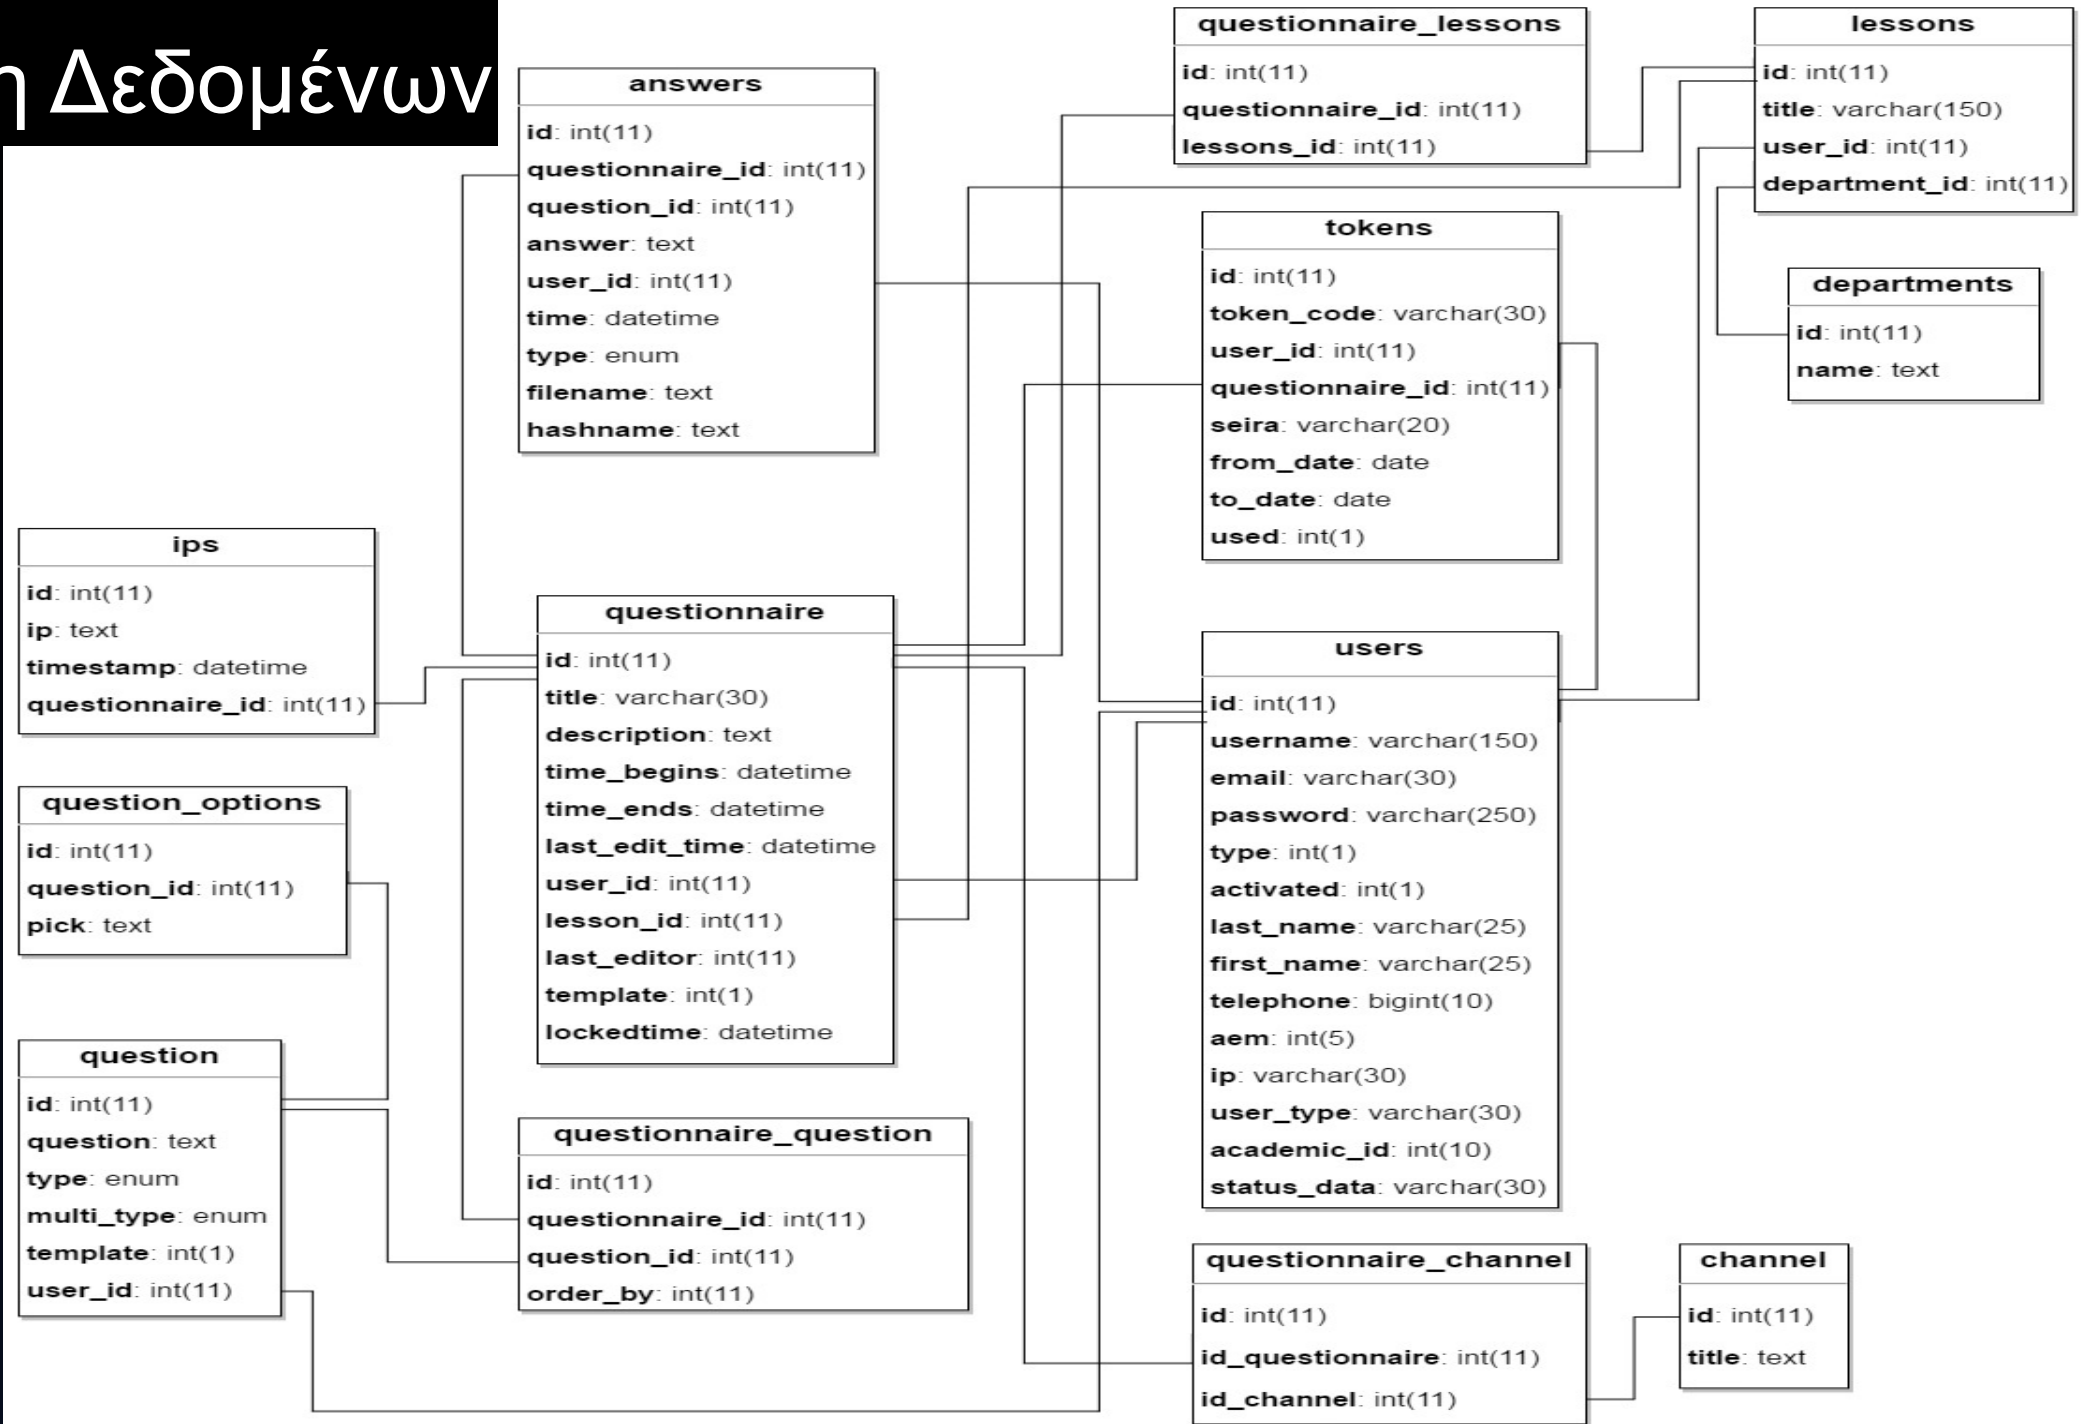 η Δεδομένων
answers
id: int(11)
questionnaire_id: int(11)
question_id: int(11)
answer: text
user_id: int(11)
time: datetime
type: enum
filename: text
hashname: text
questionnaire_lessons
id: int(11)
questionnaire_id: int(11)
lessons_id: int(11)
lessons
id: int(11)
title: varchar(150)
user_id: int(11)
department_id: int(11)
tokens
id: int(11)
token_code: varchar(30)
user_id: int(11)
questionnaire_id: int(11)
seira: varchar(20)
from_date: date
to_date: date
used: int(1)
departments
id: int(11)
name: text
ips
id: int(11)
ip: text
timestamp: datetime
questionnaire_id: int(11)
questionnaire
id: int(11)
title: varchar(30)
description: text
time_begins: datetime
time_ends: datetime
last_edit_time: datetime
user_id: int(11)
lesson_id: int(11)
last_editor: int(11)
template: int(1)
lockedtime: datetime
users
id: int(11)
username: varchar(150)
email: varchar(30)
password: varchar(250)
type: int(1)
activated: int(1)
last_name: varchar(25)
first_name: varchar(25)
telephone: bigint(10)
aem: int(5)
ip: varchar(30)
user_type: varchar(30)
academic_id: int(10)
status_data: varchar(30)
question_options
id: int(11)
question_id: int(11)
pick: text
question
id: int(11)
question: text
type: enum
multi_type: enum
template: int(1)
user_id: int(11)
questionnaire_question
id: int(11)
questionnaire_id: int(11)
question_id: int(11)
order_by: int(11)
questionnaire_channel
id: int(11)
id_questionnaire: int(11)
id_channel: int(11)
channel
id: int(11)
title: text